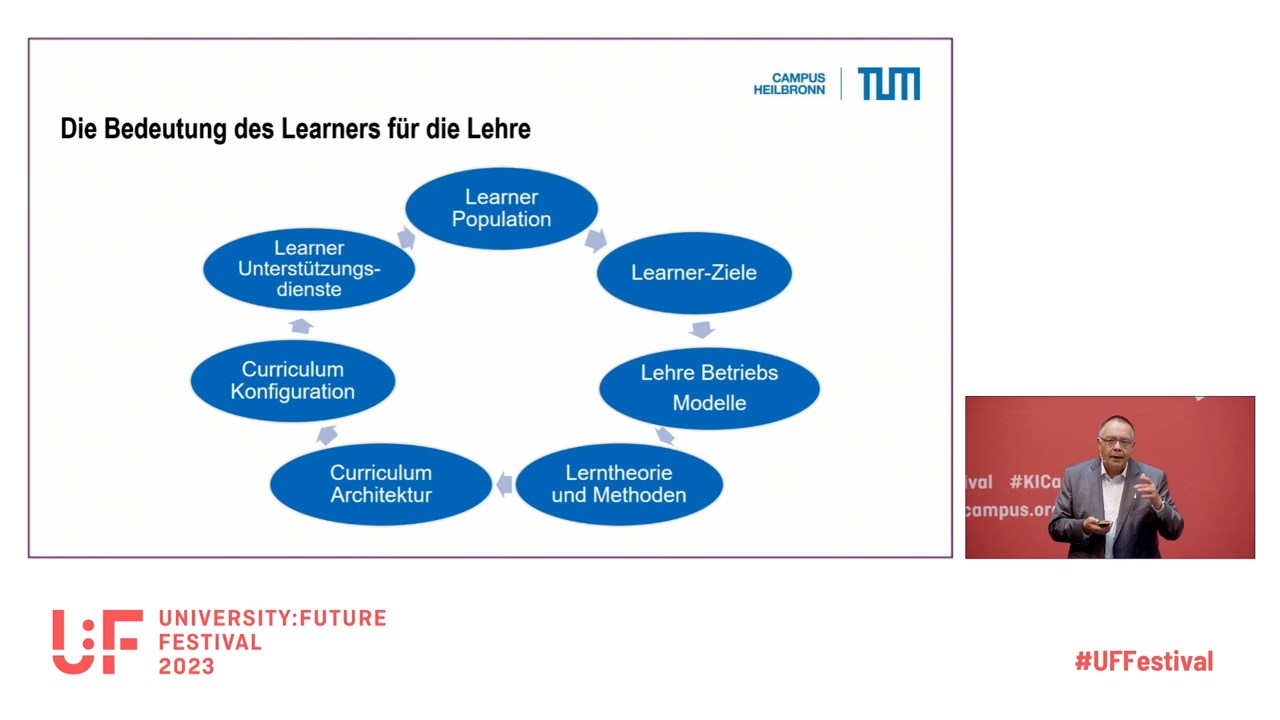 CAMPUS
HEILBRONN
TUM
Die Bedeutung des Learners für die Lehre
Learner
Population
Learner-Ziele
Lehre Betriebs
Modelle
Lerntheorie
und Methoden
Curriculum
Architektur
Curriculum
Konfiguration
Learner
Unterstützungs-
dienste
ival #KICa
campus.org
U:F
UNIVERSITY:FUTURE
FESTIVAL
2023
#UFFestival